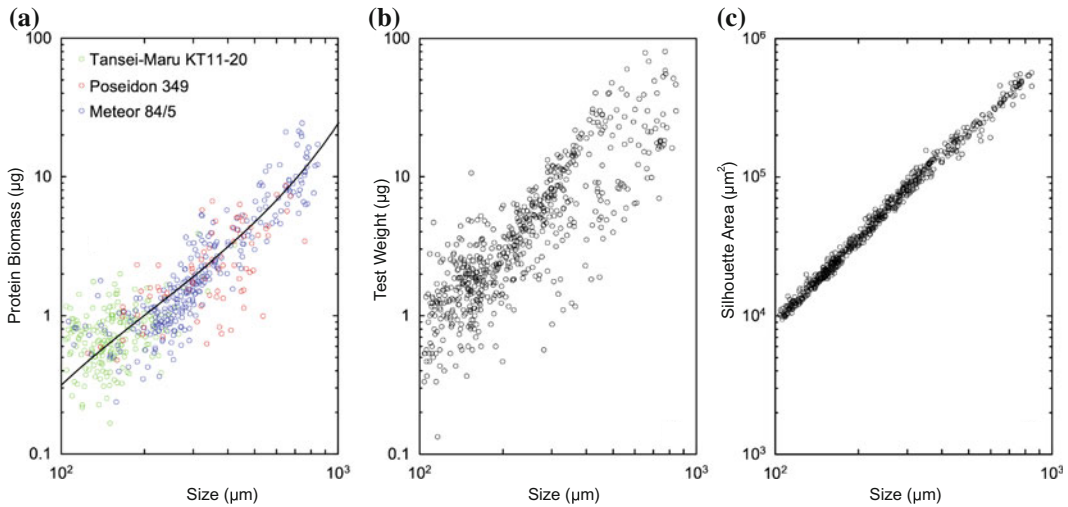 (a)
100
10
1
0.1
10²
10³
Protein Biomass (µg)
Size (µm)
Tansei-Maru KT11-20
Poseidon 349
Meteor 84/5
(b)
100
10
1
0.1
10²
10³
Test Weight (µg)
Size (µm)
(c)
10⁶
10⁵
10⁴
10³
10²
10³
Silhouette Area (µm²)
Size (µm)